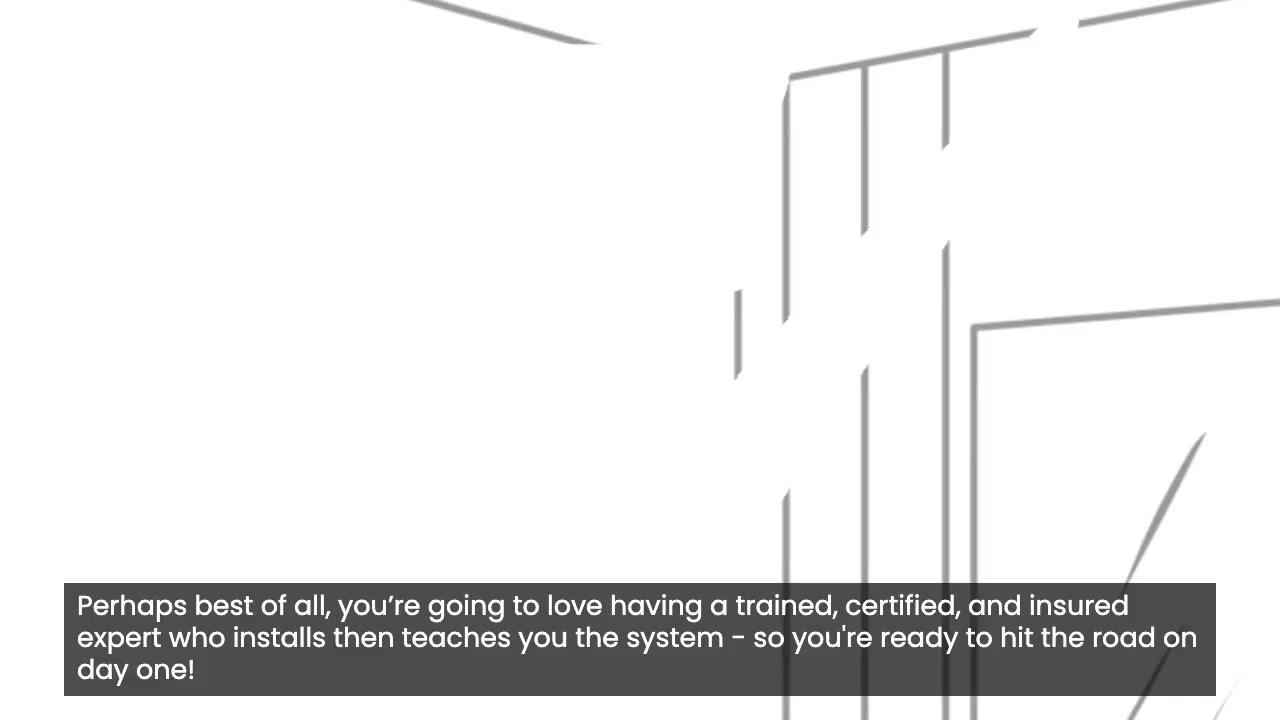 Perhaps best of all, you’re going to love having a trained, certified, and insured
expert who installs then teaches you the system - so you're ready to hit the road on
day one!